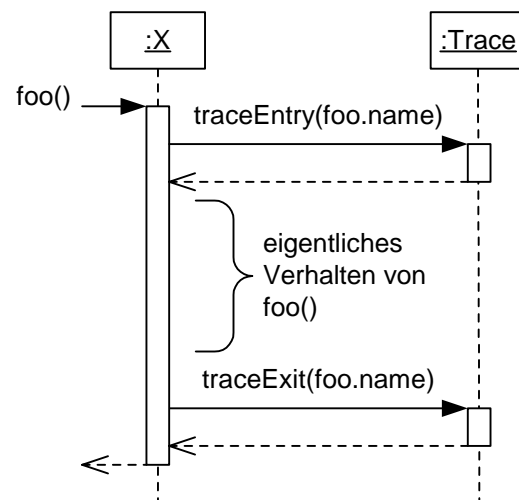 :X
:Trace
foo()
traceEntry(foo.name)
eigentliches
Verhalten von
foo()
traceExit(foo.name)